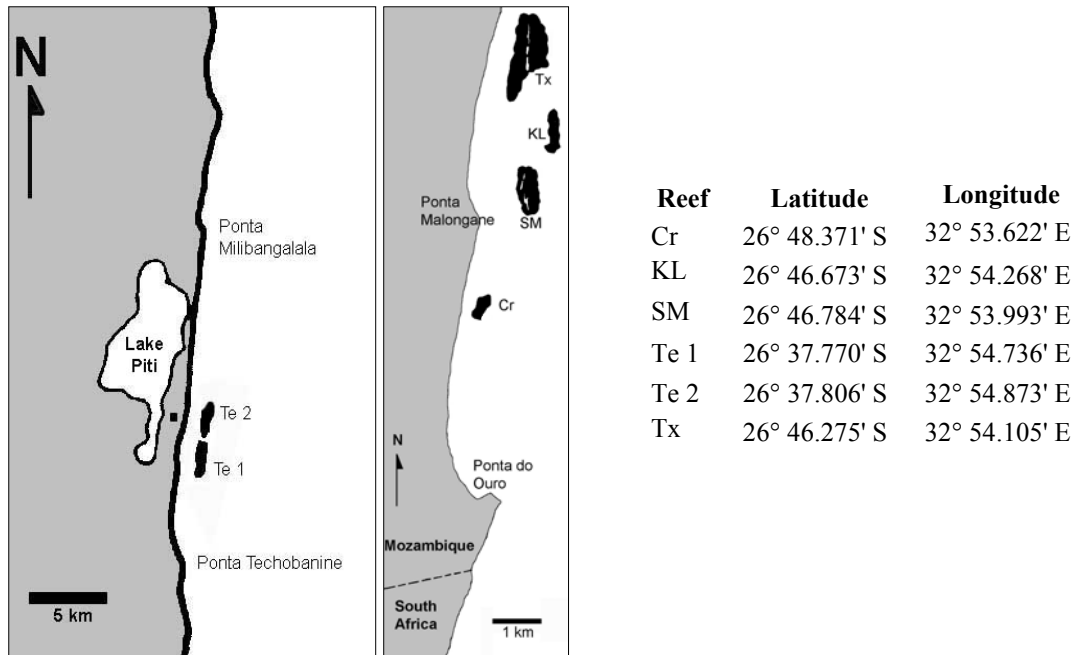 N
Ponta
Milibangalala
Lake
Piti
Te 2
Te 1
Ponta Techobanine
5 km
Tx
KL
Ponta
Malongane
SM
Cr
N
Ponta do
Ouro
Mozambique
South
Africa
1 km
Reef Latitude Longitude
Cr 26° 48.371' S 32° 53.622' E
KL 26° 46.673' S 32° 54.268' E
SM 26° 46.784' S 32° 53.993' E
Te 1 26° 37.770' S 32° 54.736' E
Te 2 26° 37.806' S 32° 54.873' E
Tx 26° 46.275' S 32° 54.105' E